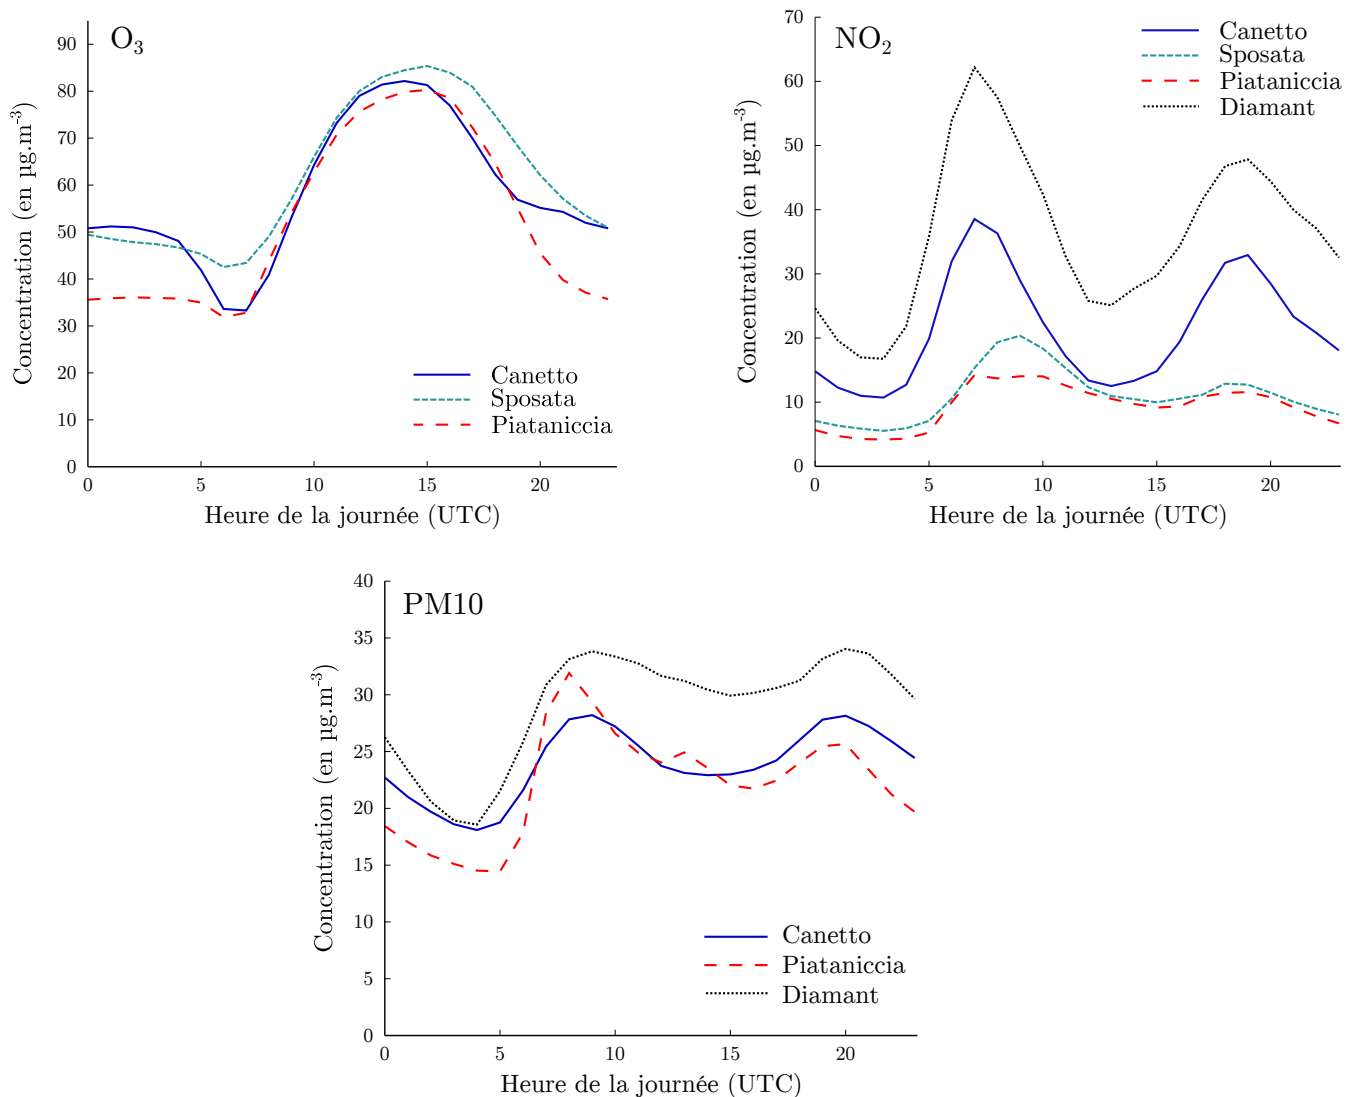 O3
Concentration (en µg.m-3)
90
80
70
60
50
40
30
20
10
0
Canetto
Sposata
Piataniccia
0 5 10 15 20
Heure de la journée (UTC)
NO2
Concentration (en µg.m-3)
70
60
50
40
30
20
10
0
Canetto
Sposata
Piataniccia
Diamant
0 5 10 15 20
Heure de la journée (UTC)
PM10
Concentration (en µg.m-3)
40
35
30
25
20
15
10
5
0
Canetto
Piataniccia
Diamant
0 5 10 15 20
Heure de la journée (UTC)